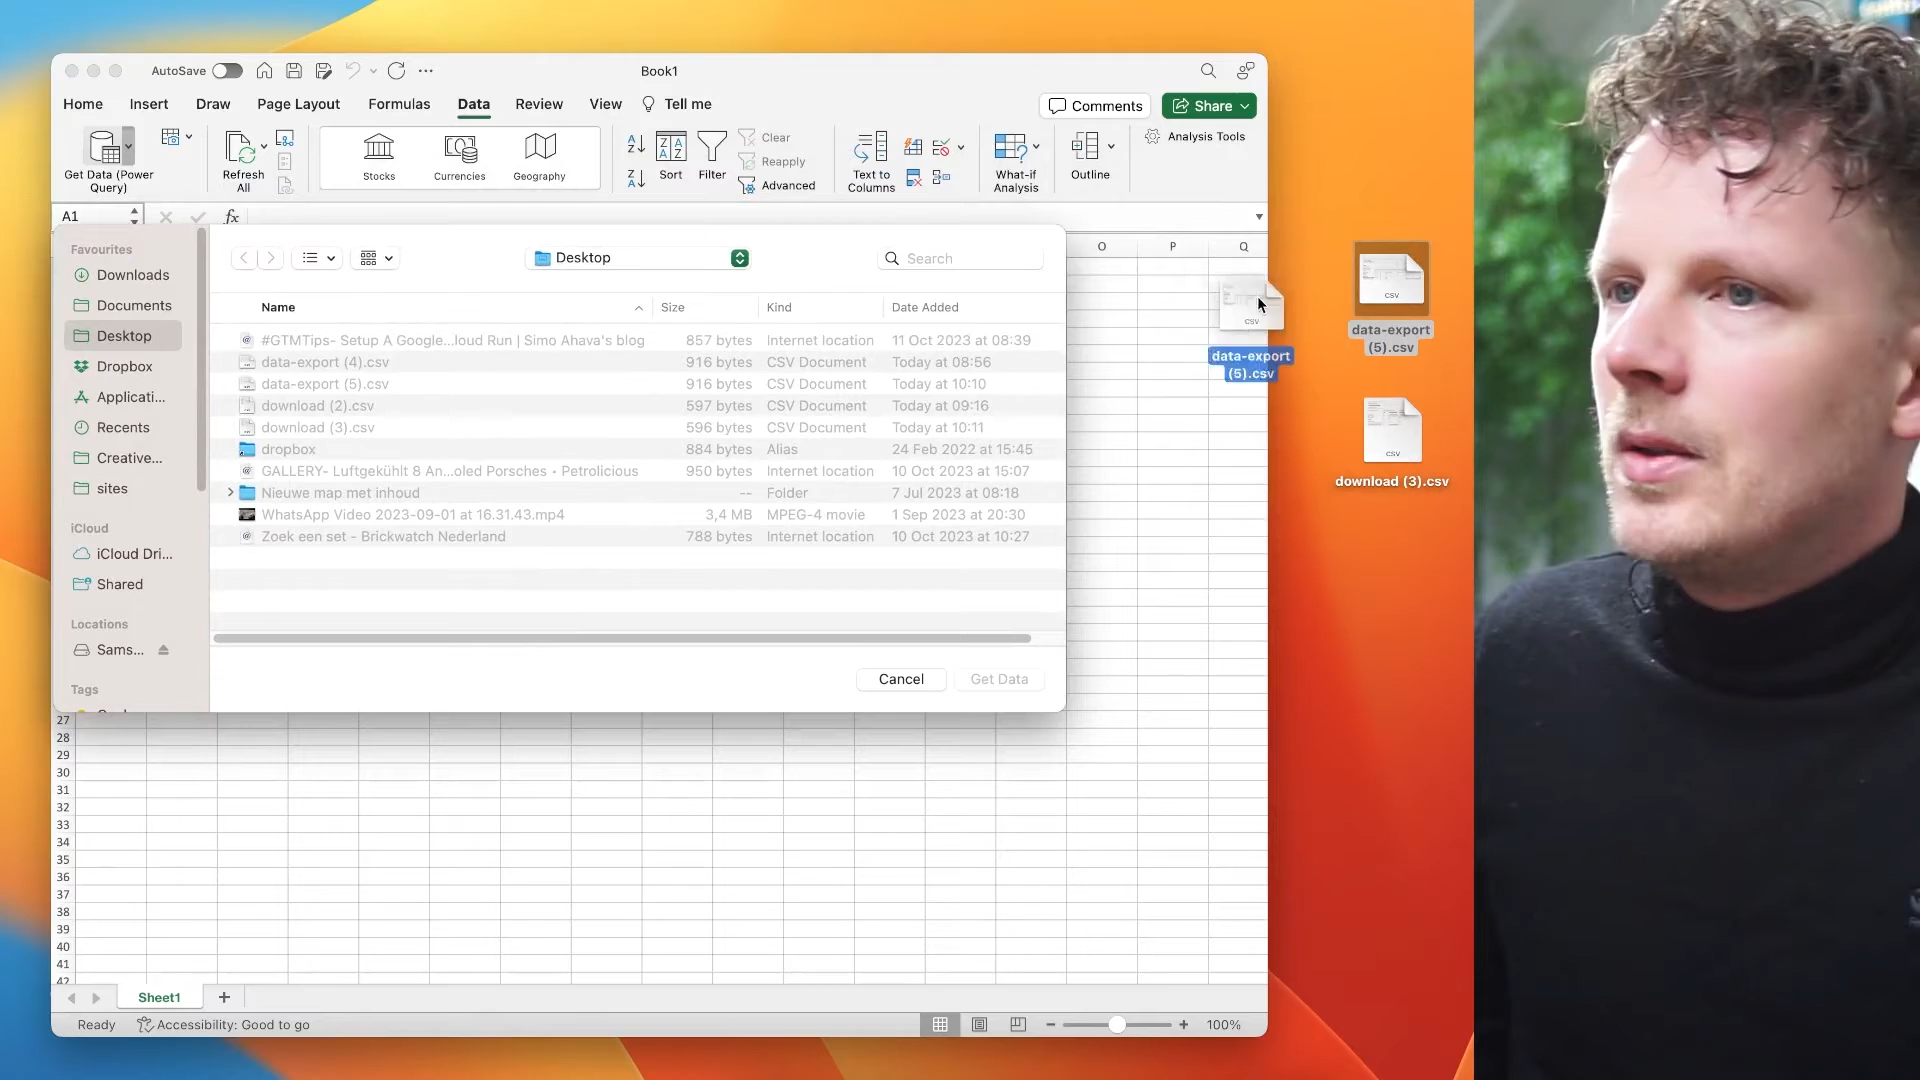 AutoSave
Book1
Home Insert Draw Page Layout Formulas Data Review View Tell me
Comments Share
Get Data (Power
Query)
Refresh
All
Stocks
Currencies
Geography
Sort
Filter
Clear
Reapply
Advanced
Text to
Columns
What-if
Analysis
Outline
Analysis Tools
A1
fx
O P Q
Favourites
Downloads
Documents
Desktop
Dropbox
Applicati...
Recents
Creative...
sites
iCloud
iCloud Dri...
Shared
Locations
Sams...
Tags
Desktop
Search
Name Size Kind Date Added
#GTMTips- Setup A Google...loud Run | Simo Ahava's blog 857 bytes Internet location 11 Oct 2023 at 08:39
data-export (4).csv 916 bytes CSV Document Today at 08:56
data-export (5).csv 916 bytes CSV Document Today at 10:10
download (2).csv 597 bytes CSV Document Today at 09:16
download (3).csv 596 bytes CSV Document Today at 10:11
dropbox 884 bytes Alias 24 Feb 2022 at 15:45
GALLERY- Luftgekühlt 8 An...oled Porsches • Petrolicious 950 bytes Internet location 10 Oct 2023 at 15:07
Nieuwe map met inhoud -- Folder 7 Jul 2023 at 08:18
WhatsApp Video 2023-09-01 at 16.31.43.mp4 3,4 MB MPEG-4 movie 1 Sep 2023 at 20:30
Zoek een set - Brickwatch Nederland 788 bytes Internet location 10 Oct 2023 at 10:27
Cancel Get Data
27
28
29
30
31
32
33
34
35
36
37
38
39
40
41
42
Sheet1
Ready Accessibility: Good to go 100%
CSV
data-export
(5).csv
CSV
data-export
(5).csv
CSV
download (3).csv